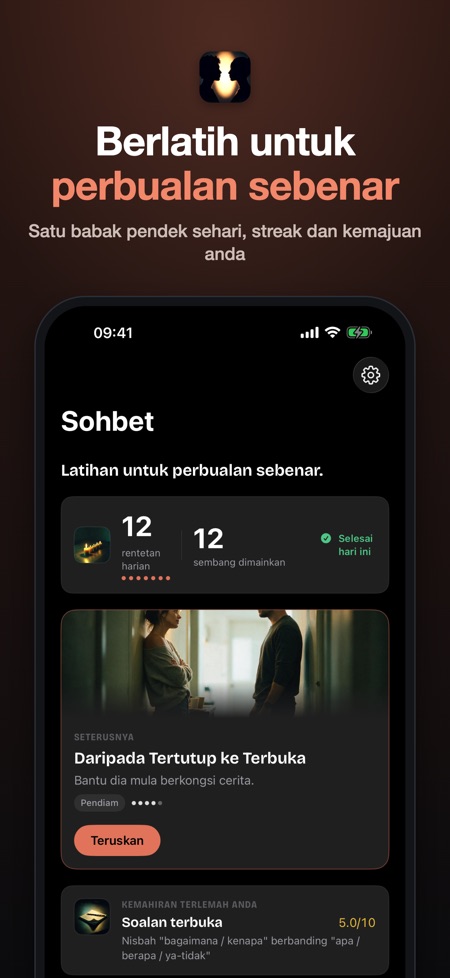 Berlatih untuk
perbualan sebenar
Satu babak pendek sehari, streak dan kemajuan
anda
09:41
Sohbet
Latihan untuk perbualan sebenar.
12
rentetan
harian
12
sembang dimainkan
Selesai
hari ini
SETERUSNYA
Daripada Tertutup ke Terbuka
Bantu dia mula berkongsi cerita.
Pendiam
Teruskan
KEMAHIRAN TERLEMAH ANDA
Soalan terbuka
5.0/10
Nisbah "bagaimana / kenapa" berbanding "apa /
berapa / ya-tidak"